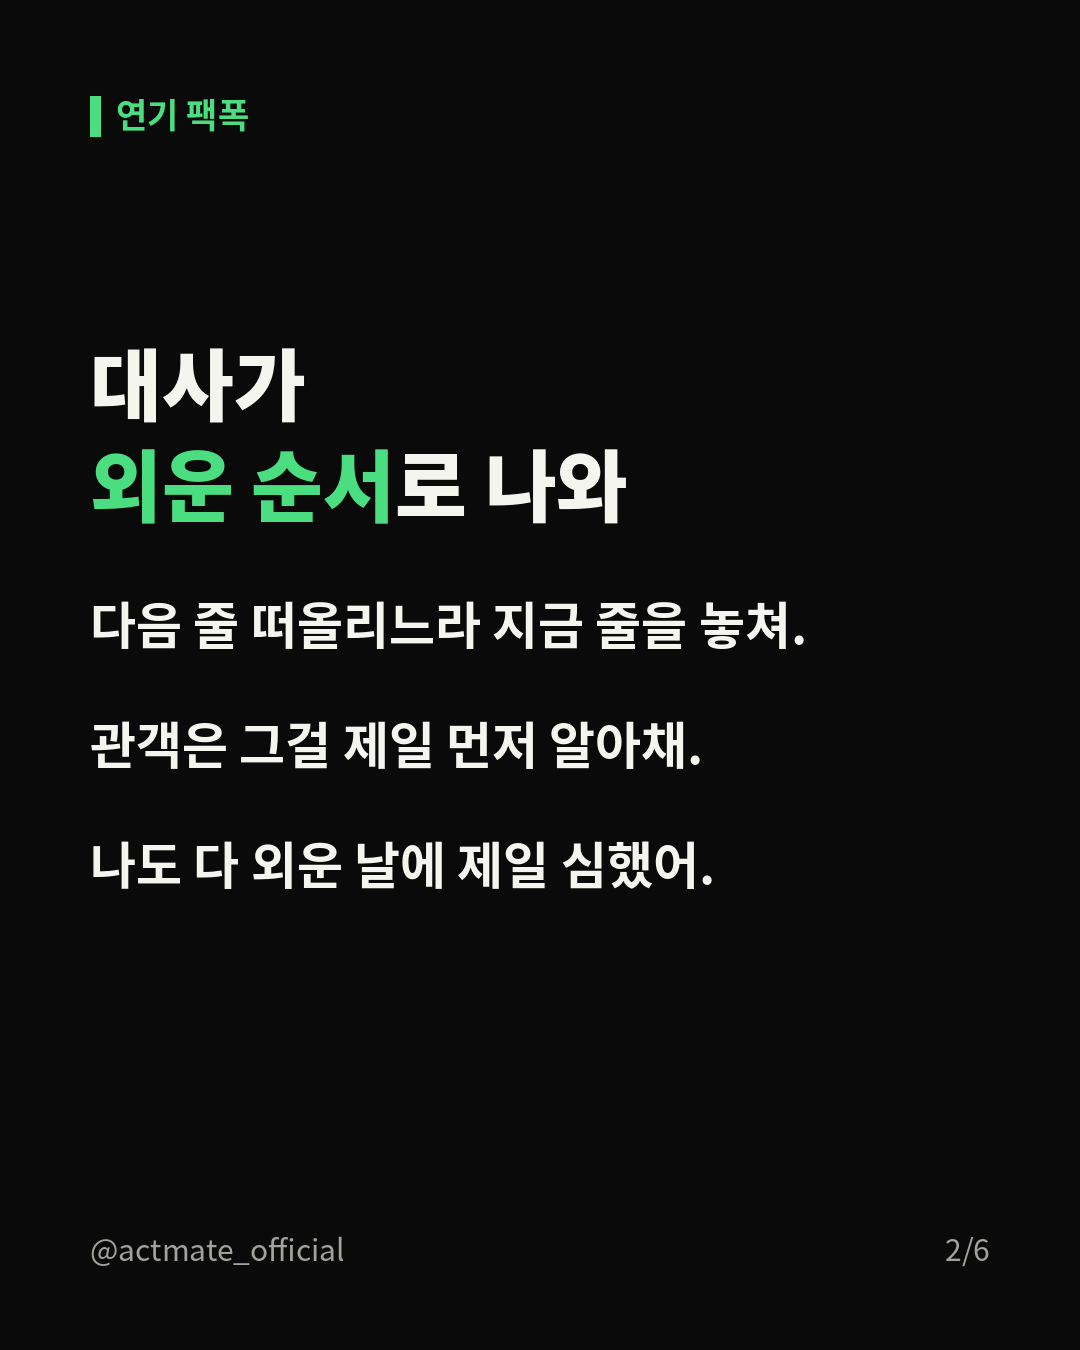 연기 팩폭
대사가
외운 순서로 나와
다음 줄 떠올리느라 지금 줄을 놓쳐.
관객은 그걸 제일 먼저 알아채.
나도 다 외운 날에 제일 심했어.
@actmate_official
2/6